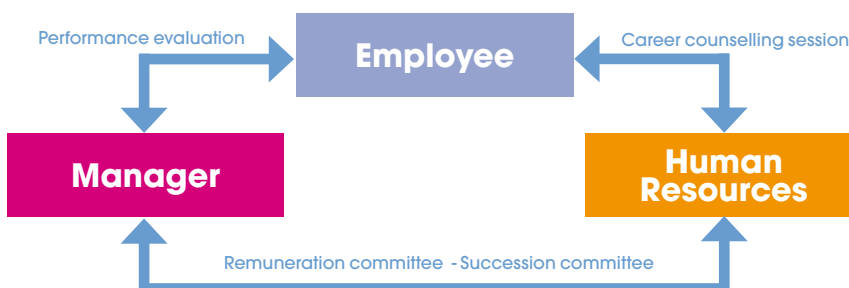 Performance evaluation
Employee
Career counselling session
Manager
Human
Resources
Remuneration committee - Succession committee